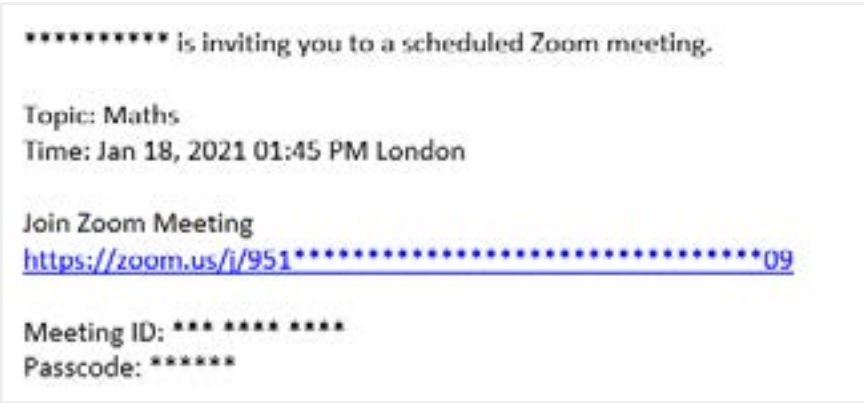 ********** is inviting you to a scheduled Zoom meeting.
Topic: Maths
Time: Jan 18, 2021 01:45 PM London
Join Zoom Meeting
https://zoom.us/j/951********************************09
Meeting ID: *** **** ****
Passcode: ******